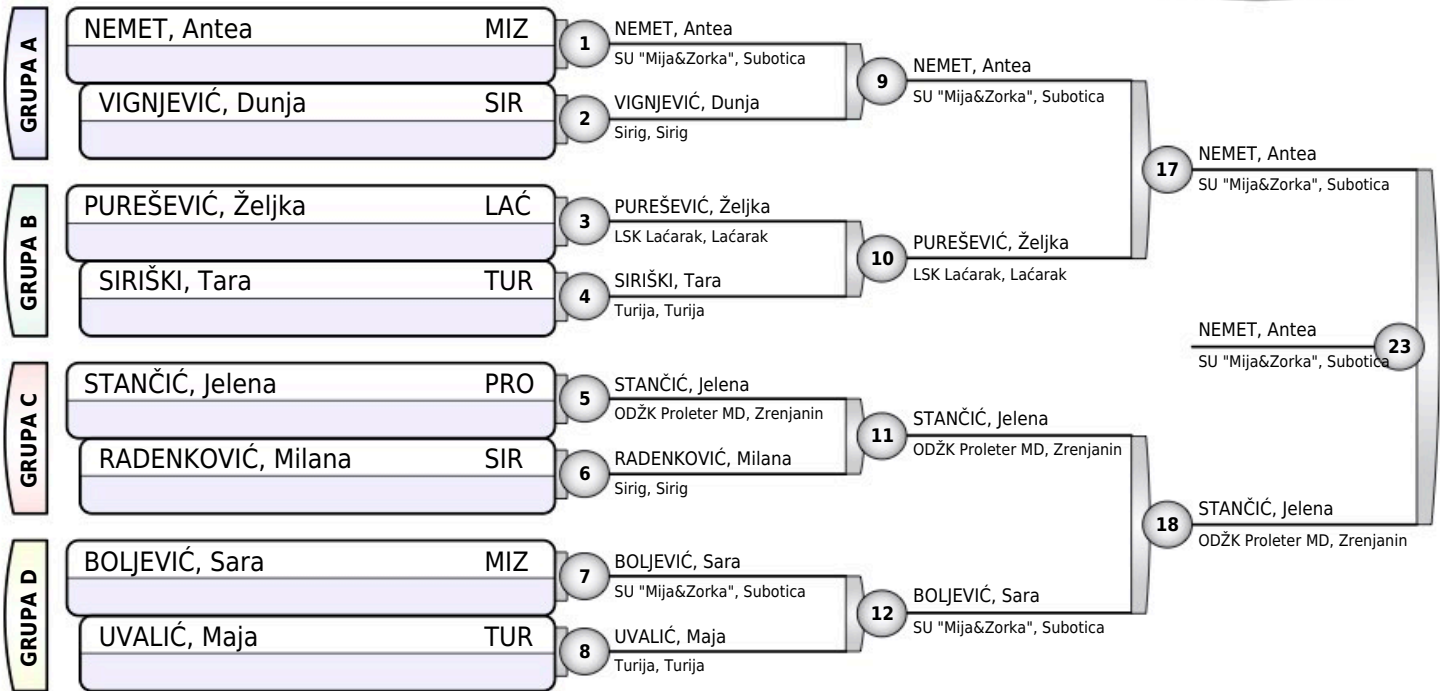 GRUPA A
NEMET, Antea MIZ
VIGNJEVIĆ, Dunja SIR
GRUPA B
PUREŠEVIĆ, Željka LAĆ
SIRIŠKI, Tara TUR
GRUPA C
STANČIĆ, Jelena PRO
RADENKOVIĆ, Milana SIR
GRUPA D
BOLJEVIĆ, Sara MIZ
UVALIĆ, Maja TUR
1
NEMET, Antea
SU "Mija&Zorka", Subotica
2
VIGNJEVIĆ, Dunja
Sirig, Sirig
3
PUREŠEVIĆ, Željka
LSK Laćarak, Laćarak
4
SIRIŠKI, Tara
Turija, Turija
5
STANČIĆ, Jelena
ODŽK Proleter MD, Zrenjanin
6
RADENKOVIĆ, Milana
Sirig, Sirig
7
BOLJEVIĆ, Sara
SU "Mija&Zorka", Subotica
8
UVALIĆ, Maja
Turija, Turija
9
NEMET, Antea
SU "Mija&Zorka", Subotica
10
PUREŠEVIĆ, Željka
LSK Laćarak, Laćarak
11
STANČIĆ, Jelena
ODŽK Proleter MD, Zrenjanin
12
BOLJEVIĆ, Sara
SU "Mija&Zorka", Subotica
17
NEMET, Antea
SU "Mija&Zorka", Subotica
18
STANČIĆ, Jelena
ODŽK Proleter MD, Zrenjanin
NEMET, Antea
SU "Mija&Zorka", Subotica
23